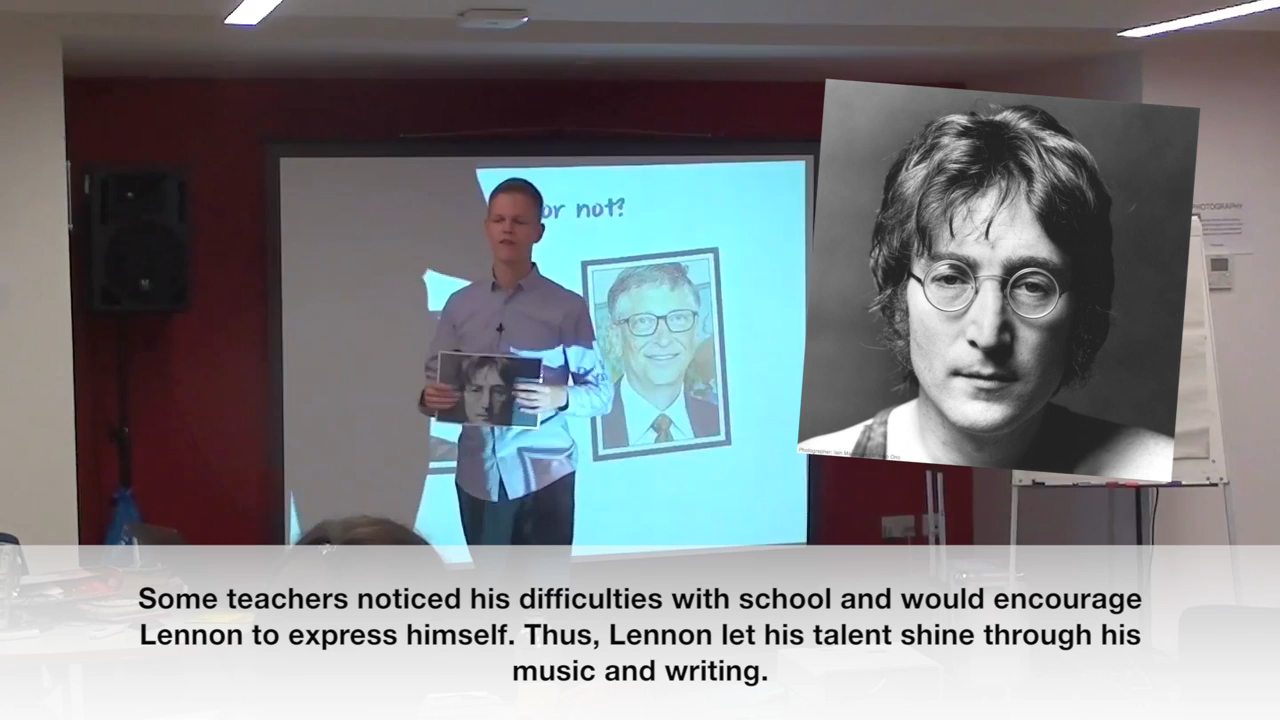 or not?
PHOTOGRAPHY
Some teachers noticed his difficulties with school and would encourage
Lennon to express himself. Thus, Lennon let his talent shine through his
music and writing.